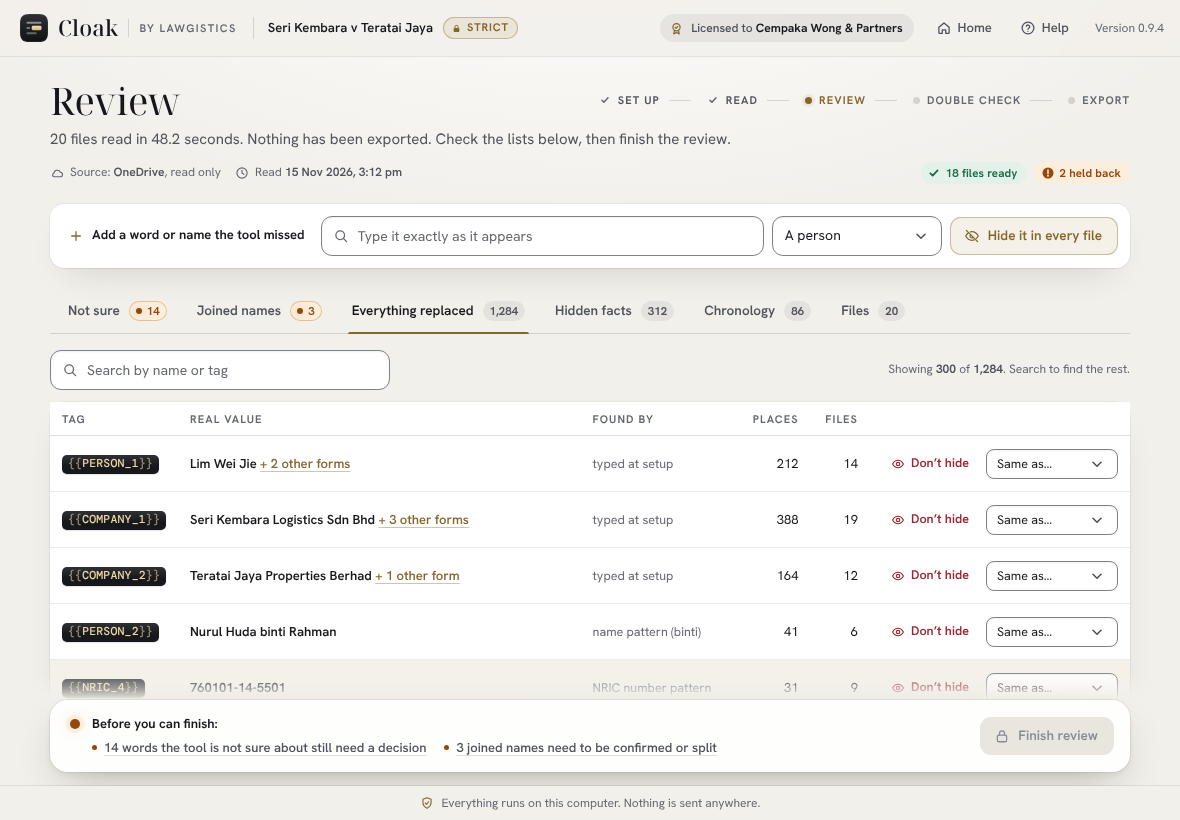 Cloak BY LAWGISTICS Seri Kembara v Teratai Jaya STRICT Licensed to Cempaka Wong & Partners Home Help Version 0.9.4
Review
SET UP READ REVIEW DOUBLE CHECK EXPORT
20 files read in 48.2 seconds. Nothing has been exported. Check the lists below, then finish the review.
Source: OneDrive, read only Read 15 Nov 2026, 3:12 pm 18 files ready 2 held back
Add a word or name the tool missed Type it exactly as it appears A person Hide it in every file
Not sure 14 Joined names 3 Everything replaced 1,284 Hidden facts 312 Chronology 86 Files 20
Search by name or tag Showing 300 of 1,284. Search to find the rest.
TAG REAL VALUE FOUND BY PLACES FILES
{{PERSON_1}} Lim Wei Jie + 2 other forms typed at setup 212 14 Don’t hide Same as...
{{COMPANY_1}} Seri Kembara Logistics Sdn Bhd + 3 other forms typed at setup 388 19 Don’t hide Same as...
{{COMPANY_2}} Teratai Jaya Properties Berhad + 1 other form typed at setup 164 12 Don’t hide Same as...
{{PERSON_2}} Nurul Huda binti Rahman name pattern (binti) 41 6 Don’t hide Same as...
{{NRIC_4}} 760101-14-5501 NRIC number pattern 31 9 Don’t hide Same as...
Before you can finish:
14 words the tool is not sure about still need a decision 3 joined names need to be confirmed or split Finish review
Everything runs on this computer. Nothing is sent anywhere.